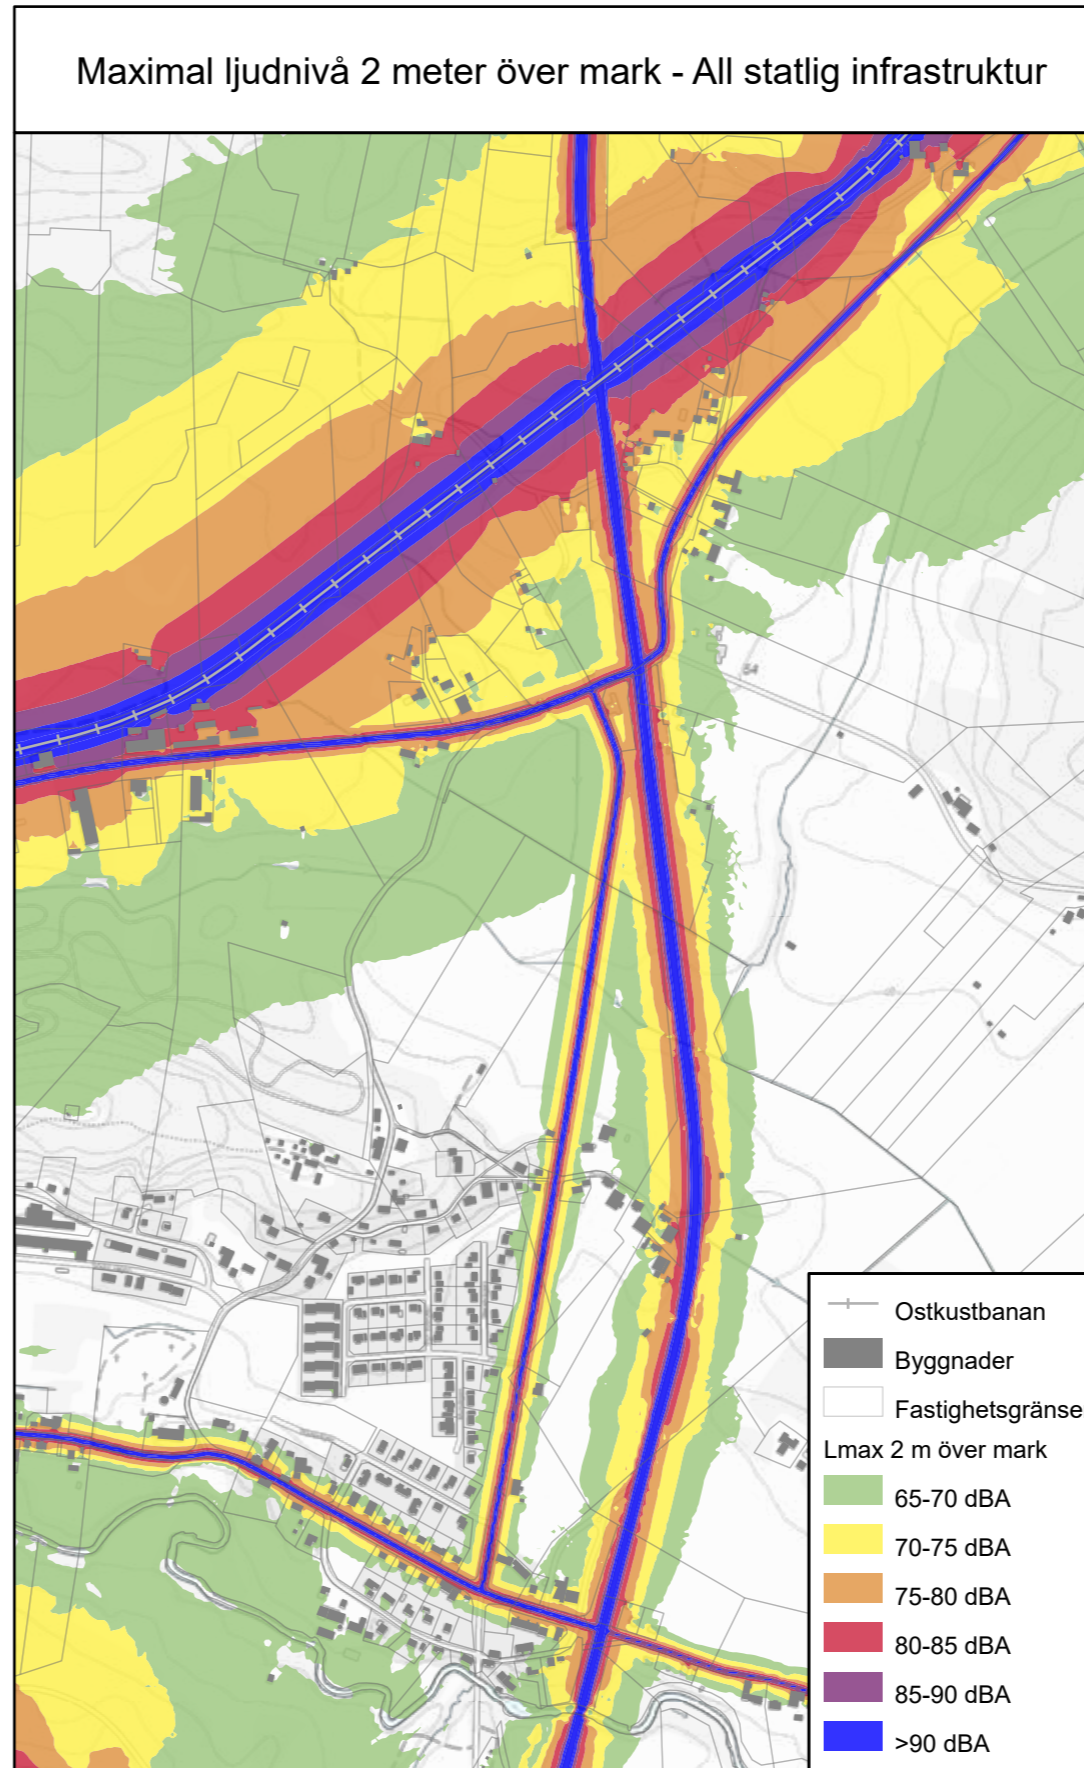 Maximal ljudnivå 2 meter över mark - All statlig infrastruktur
Ostkustbanan
Byggnader
Fastighetsgränser
Lmax 2 m över mark
65-70 dBA
70-75 dBA
75-80 dBA
80-85 dBA
85-90 dBA
>90 dBA